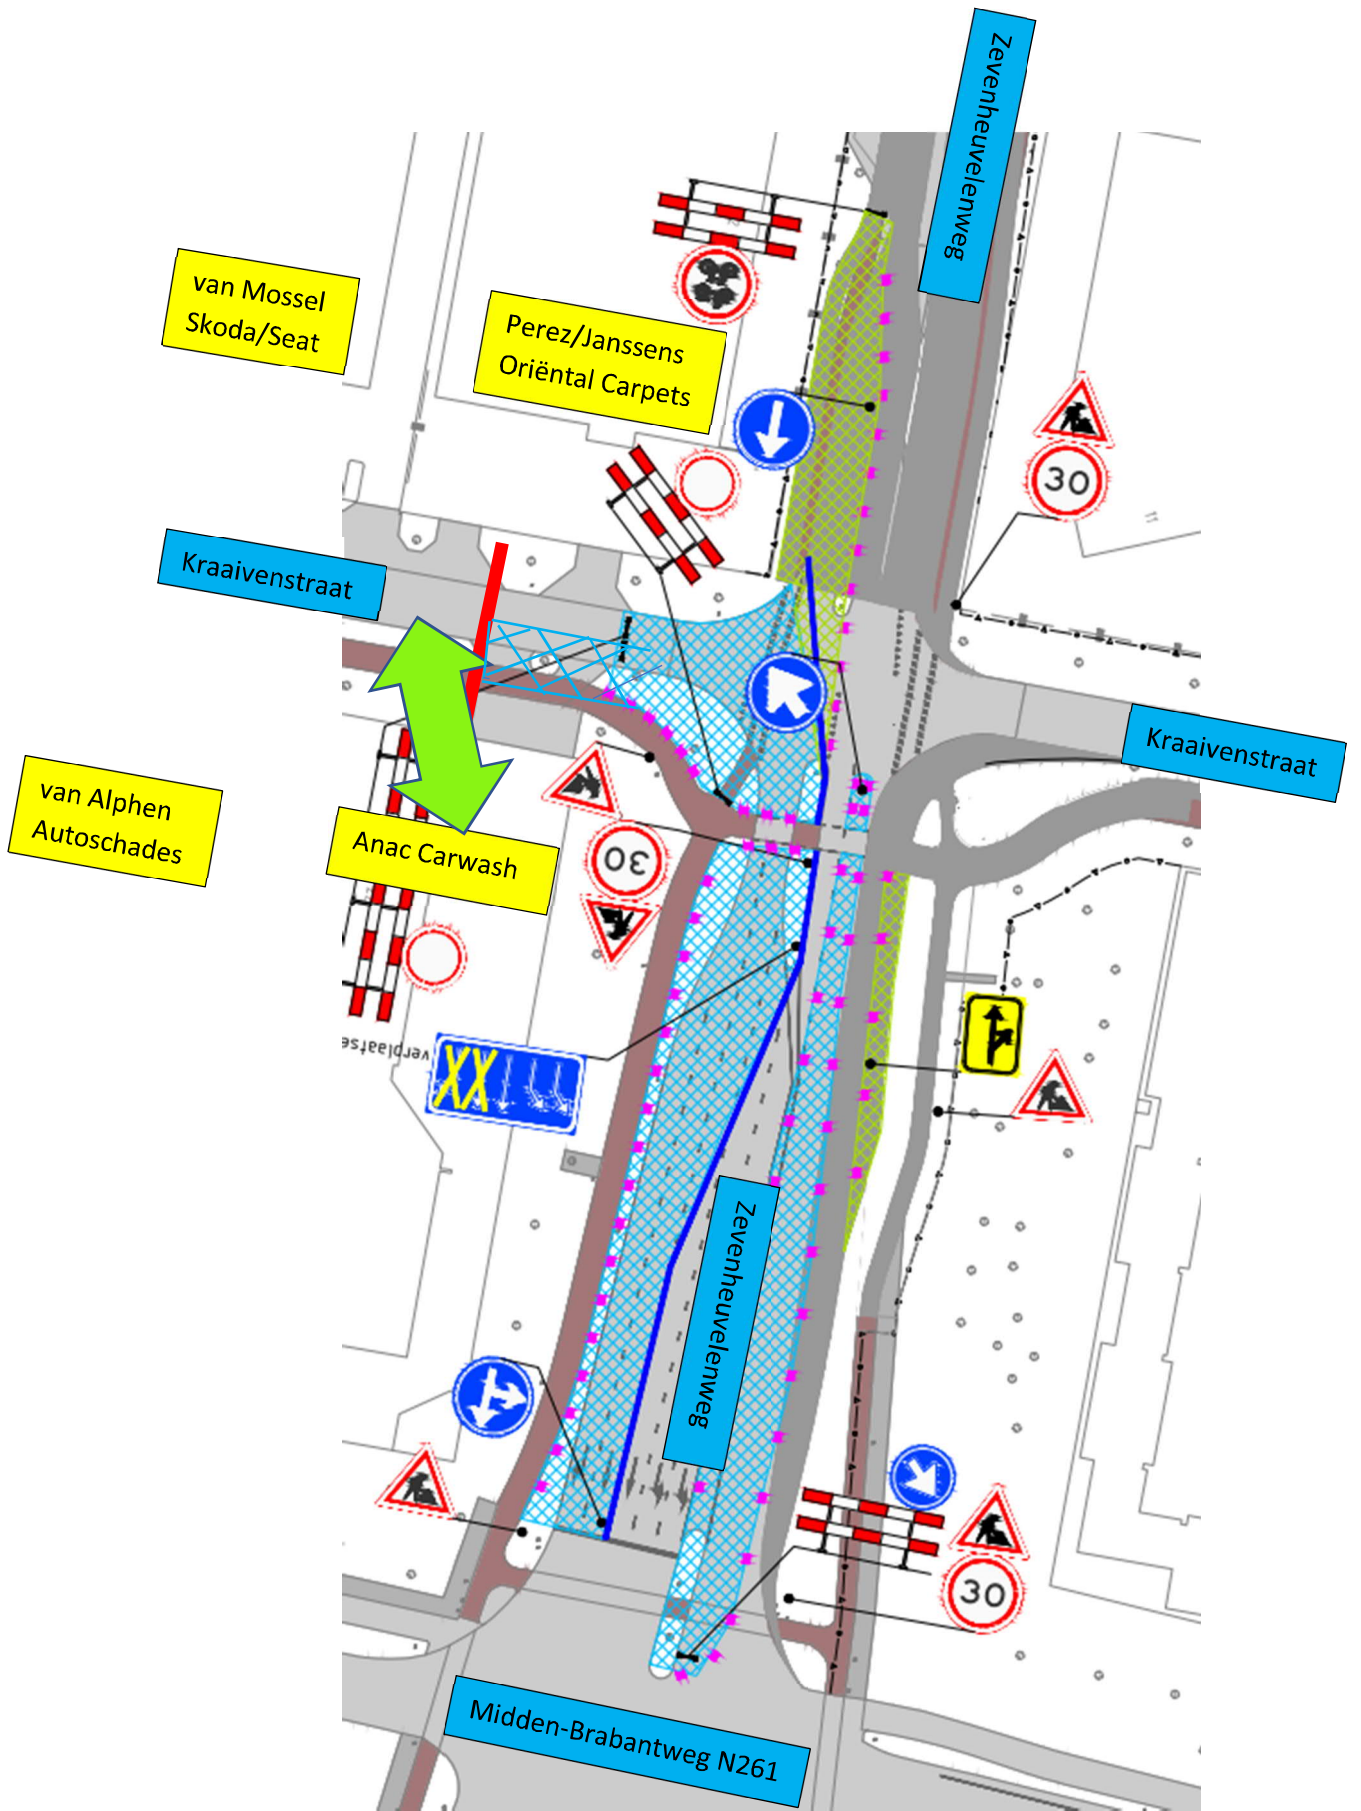 Zevenheuvelenweg
van Mossel
Skoda/Seat
Perez/Janssens
Oriëntal Carpets
30
Kraaivenstraat
Kraaivenstraat
van Alphen
Autoschades
Anac Carwash
30
verplaatse
XX
Zevenheuvelenweg
30
Midden-Brabantweg N261